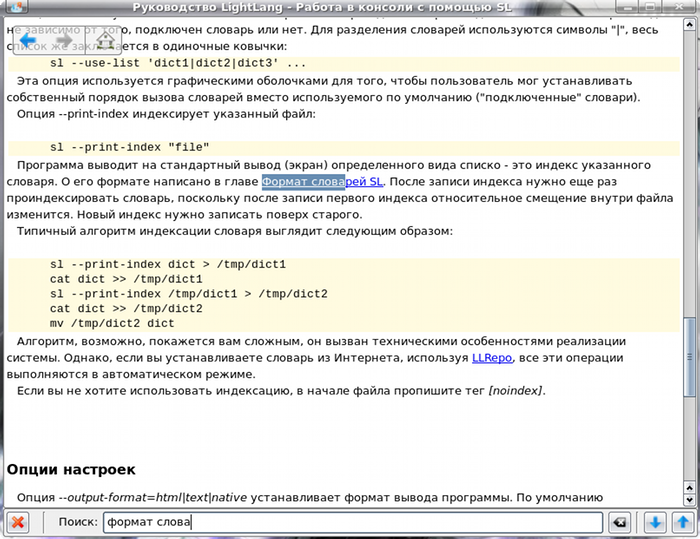 Руководство LightLang - Работа в консоли с помощью SL
не зависимо от того, подключен словарь или нет. Для разделения словарей используются символы "|", весь
список же заключается в одиночные ковычки:
sl --use-list 'dict1|dict2|dict3' ...
Эта опция используется графическими оболочками для того, чтобы пользователь мог устанавливать
собственный порядок вызова словарей вместо используемого по умолчанию ("подключенные" словари).
Опция --print-index индексирует указанный файл:
sl --print-index "file"
Программа выводит на стандартный вывод (экран) определенного вида списко - это индекс указанного
словаря. О его формате написано в главе Формат словарей SL. После записи индекса нужно еще раз
проиндексировать словарь, поскольку после записи первого индекса относительное смещение внутри файла
изменится. Новый индекс нужно записать поверх старого.
Типичный алгоритм индексации словаря выглядит следующим образом:
sl --print-index dict > /tmp/dict1
cat dict >> /tmp/dict1
sl --print-index /tmp/dict1 > /tmp/dict2
cat dict >> /tmp/dict2
mv /tmp/dict2 dict
Алгоритм, возможно, покажется вам сложным, он вызван техническими особенностями реализации
системы. Однако, если вы устанавливаете словарь из Интернета, используя LLRepo, все эти операции
выполняются в автоматическом режиме.
Если вы не хотите использовать индексацию, в начале файла пропишите тег [noindex].
Опции настроек
Опция --output-format=html|text|native устанавливает формат вывода программы. По умолчанию
Поиск: формат слова